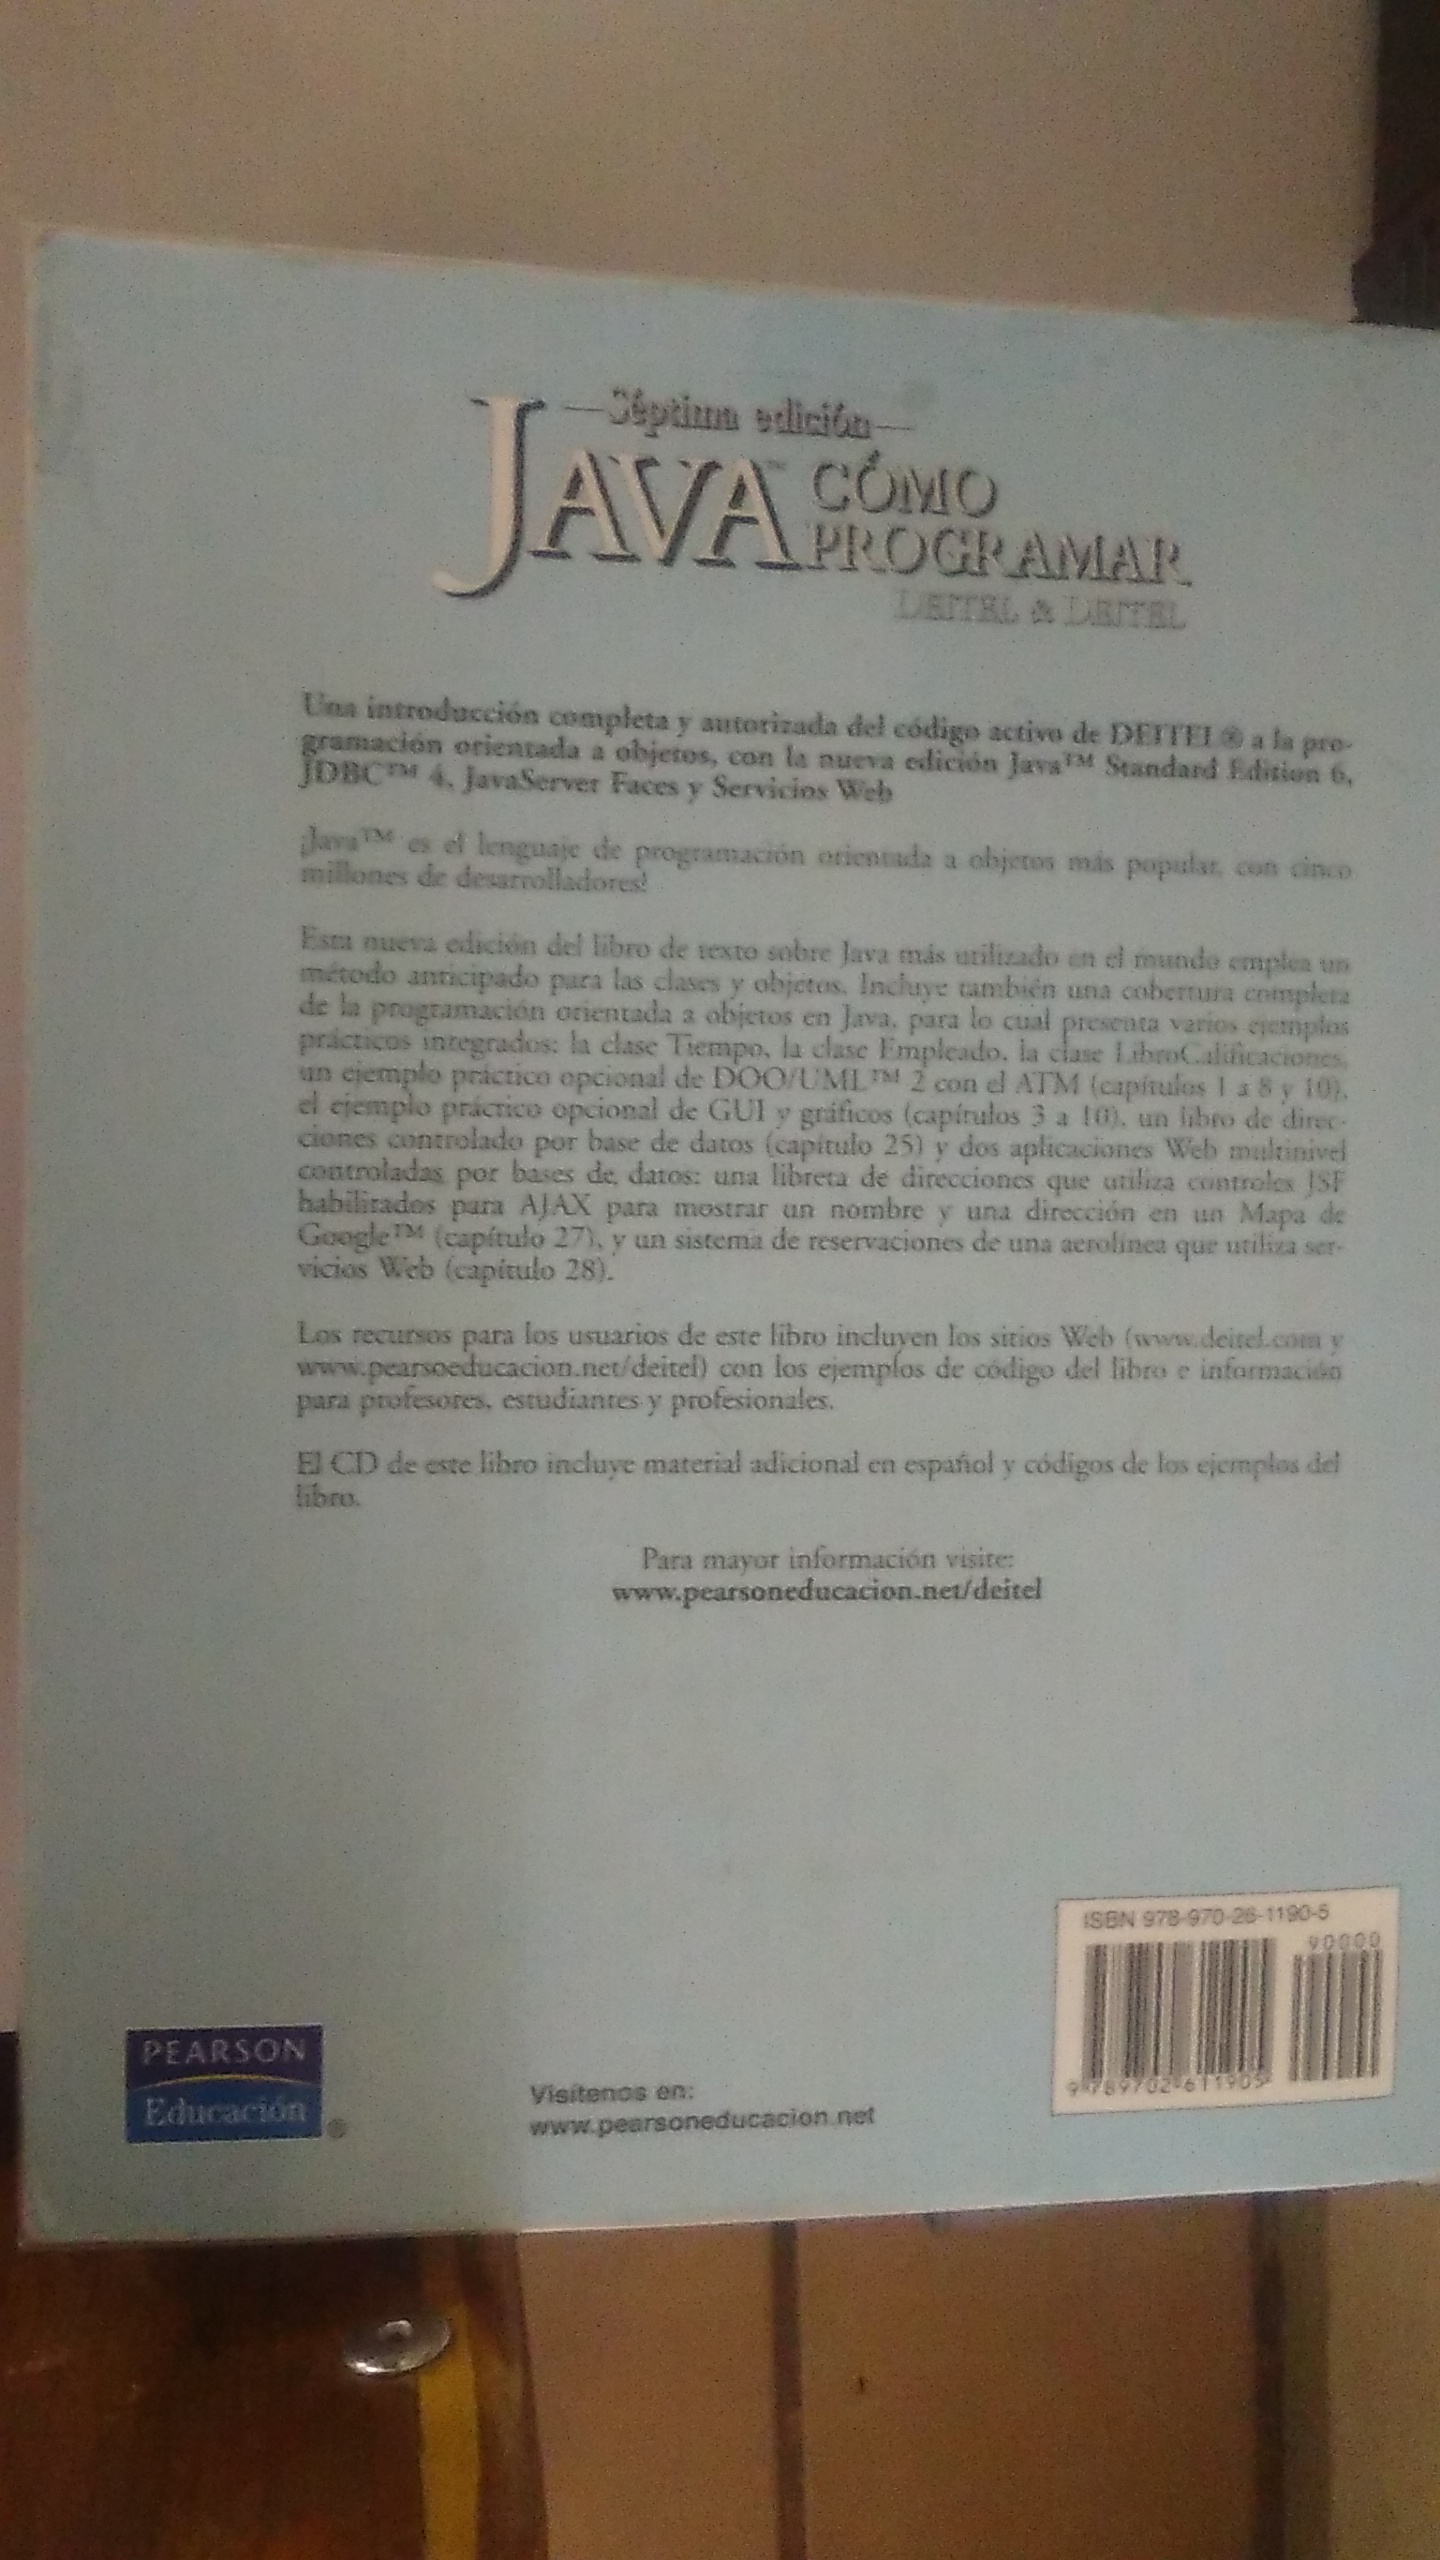 —Séptima edición—
JAVA™ CÓMO
PROGRAMAR
DEITEL & DEITEL
Una introducción completa y autorizada del código activo de DEITEL® a la pro-
gramación orientada a objetos, con la nueva edición Java™ Standard Edition 6,
JDBC™ 4, JavaServer Faces y Servicios Web
¡Java™ es el lenguaje de programación orientada a objetos más popular, con cinco
millones de desarrolladores!
Esta nueva edición del libro de texto sobre Java más utilizado en el mundo emplea un
método anticipado para las clases y objetos. Incluye también una cobertura completa
de la programación orientada a objetos en Java, para lo cual presenta varios ejemplos
prácticos integrados: la clase Tiempo, la clase Empleado, la clase LibroCalificaciones,
un ejemplo práctico opcional de DOO/UML™ 2 con el ATM (capítulos 1 a 8 y 10),
el ejemplo práctico opcional de GUI y gráficos (capítulos 3 a 10), un libro de direc-
ciones controlado por base de datos (capítulo 25) y dos aplicaciones Web multinivel
controladas por bases de datos: una libreta de direcciones que utiliza controles JSF
habilitados para AJAX para mostrar un nombre y una dirección en un Mapa de
Google™ (capítulo 27), y un sistema de reservaciones de una aerolínea que utiliza ser-
vicios Web (capítulo 28).
Los recursos para los usuarios de este libro incluyen los sitios Web (www.deitel.com y
www.pearsoeducacion.net/deitel) con los ejemplos de código del libro e información
para profesores, estudiantes y profesionales.
El CD de este libro incluye material adicional en español y códigos de los ejemplos del
libro.
Para mayor información visite:
www.pearsoneducacion.net/deitel
ISBN 978-970-26-1190-5
90000
9 789702 611905
PEARSON
Educación®
Visítenos en:
www.pearsoneducacion.net